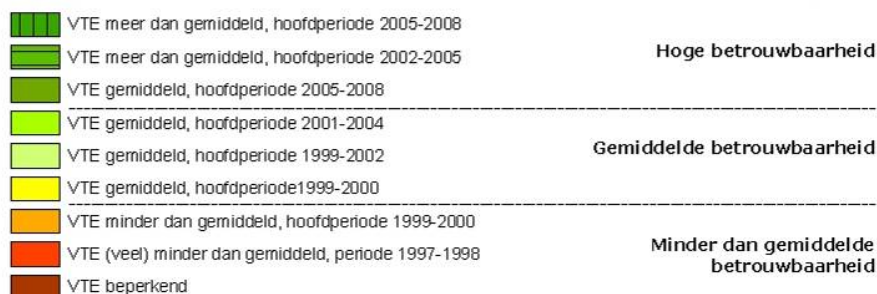 VTE meer dan gemiddeld, hoofdperiode 2005-2008
VTE meer dan gemiddeld, hoofdperiode 2002-2005
Hoge betrouwbaarheid
VTE gemiddeld, hoofdperiode 2005-2008
VTE gemiddeld, hoofdperiode 2001-2004
VTE gemiddeld, hoofdperiode 1999-2002
Gemiddelde betrouwbaarheid
VTE gemiddeld, hoofdperiode1999-2000
VTE minder dan gemiddeld, hoofdperiode 1999-2000
VTE (veel) minder dan gemiddeld, periode 1997-1998
Minder dan gemiddelde
betrouwbaarheid
VTE beperkend